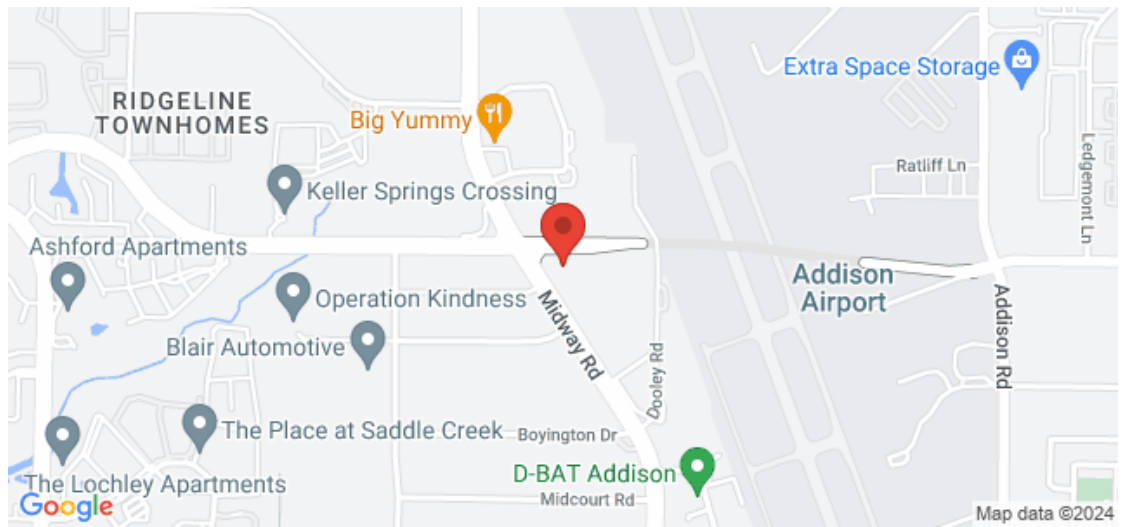 Extra Space Storage
RIDGELINE
TOWNHOMES
Big Yummy
Ratliff Ln
Ledgemont Ln
Keller Springs Crossing
Ashford Apartments
Addison
Airport
Operation Kindness
Midway Rd
Addison Rd
Blair Automotive
Dooley Rd
The Place at Saddle Creek
Boyington Dr
D-BAT Addison
The Lochley Apartments
Midcourt Rd
Google
Map data ©2024